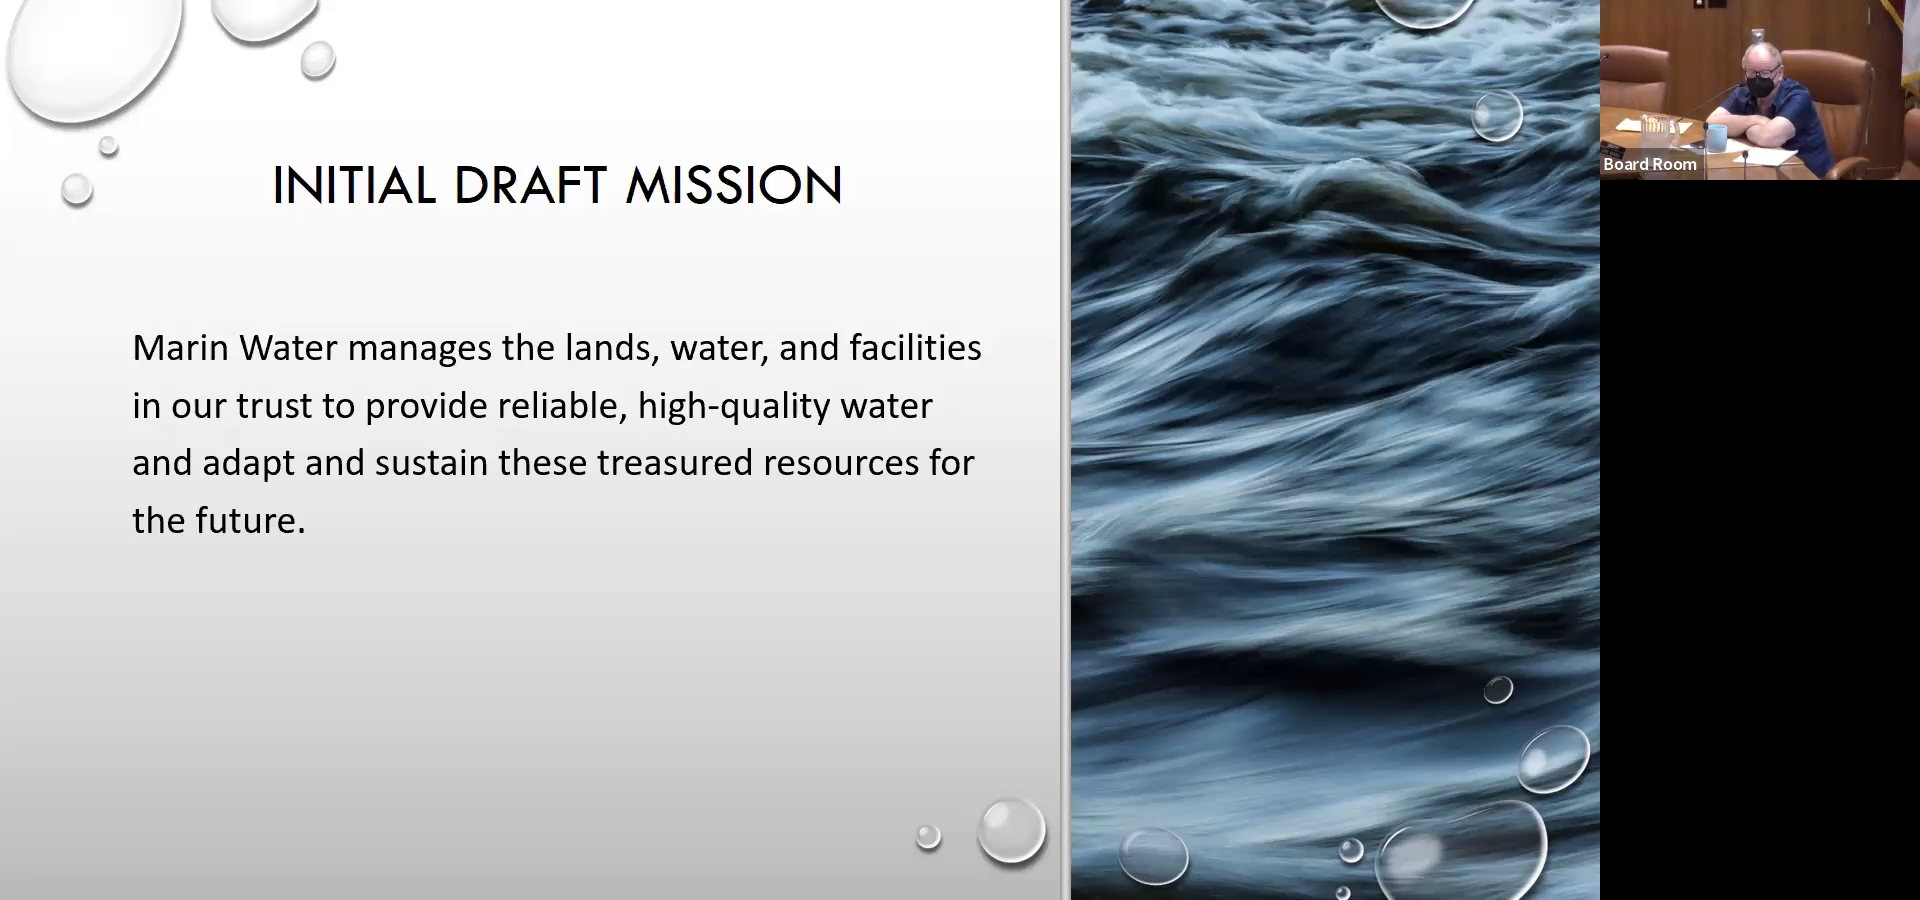 INITIAL DRAFT MISSION
Marin Water manages the lands, water, and facilities
in our trust to provide reliable, high-quality water
and adapt and sustain these treasured resources for
the future.
Board Room